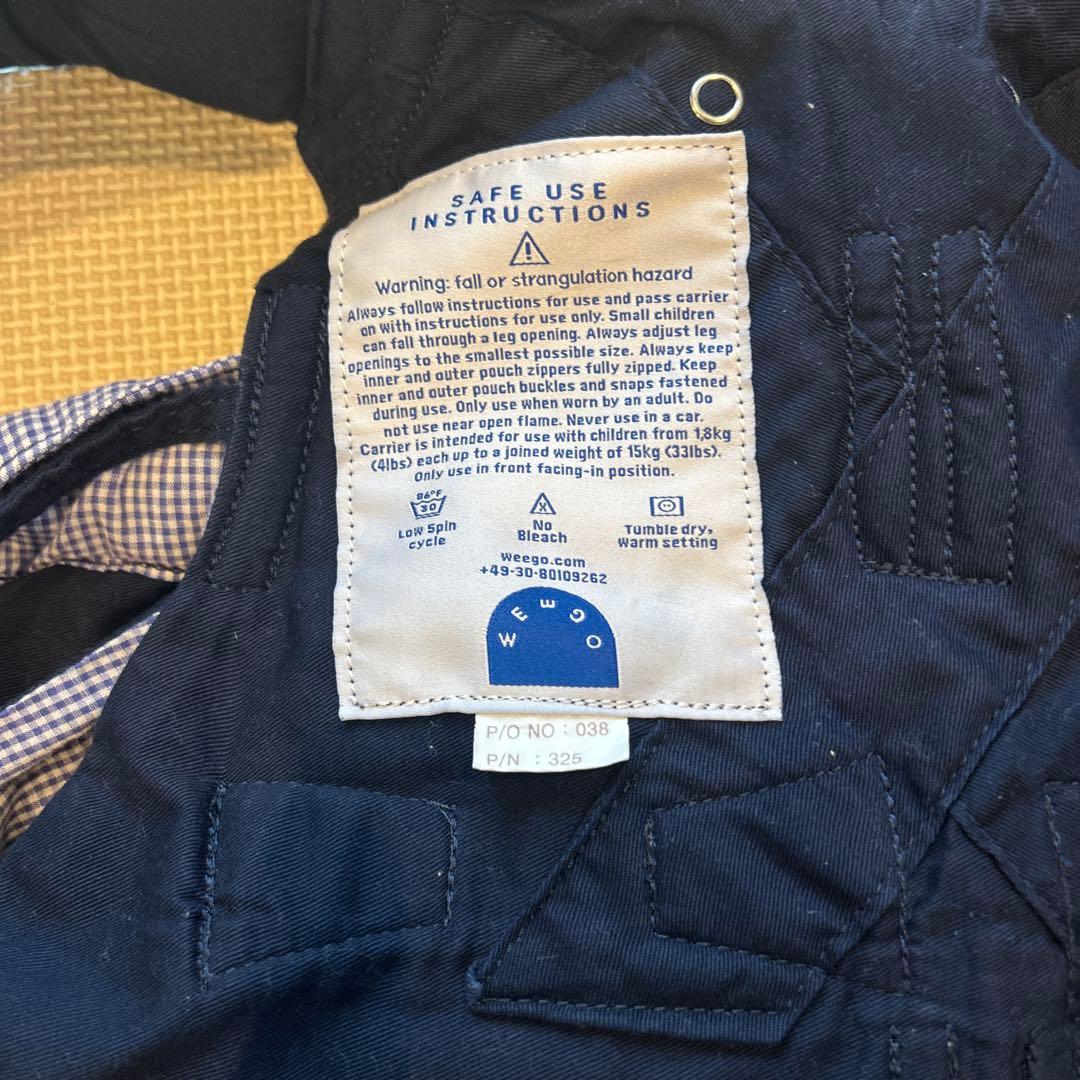 SAFE USE
INSTRUCTIONS
Warning: fall or strangulation hazard
Always follow instructions for use and pass carrier
on with instructions for use only. Small children
can fall through a leg opening. Always adjust leg
openings to the smallest possible size. Always keep
inner and outer pouch zippers fully zipped. Keep
inner and outer pouch buckles and snaps fastened
during use. Only use when worn by an adult. Do
not use near open flame. Never use in a car.
Carrier is intended for use with children from 1,8kg
(4lbs) each up to a joined weight of 15kg (33lbs).
Only use in front facing-in position.
86°F
30
Low Spin
cycle
No
Bleach
Tumble dry,
warm setting
weego.com
+49-30-80109262
WEEGO
P/O NO : 038
P/N : 325